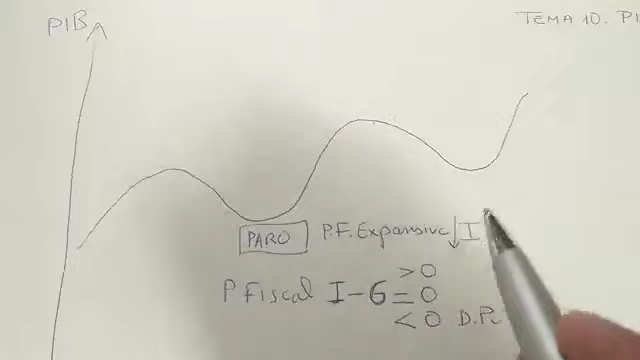 PIB
TEMA 10.
PARO
P.F. Expansiva ↓ I
P Fiscal I-G > 0
= 0
< 0